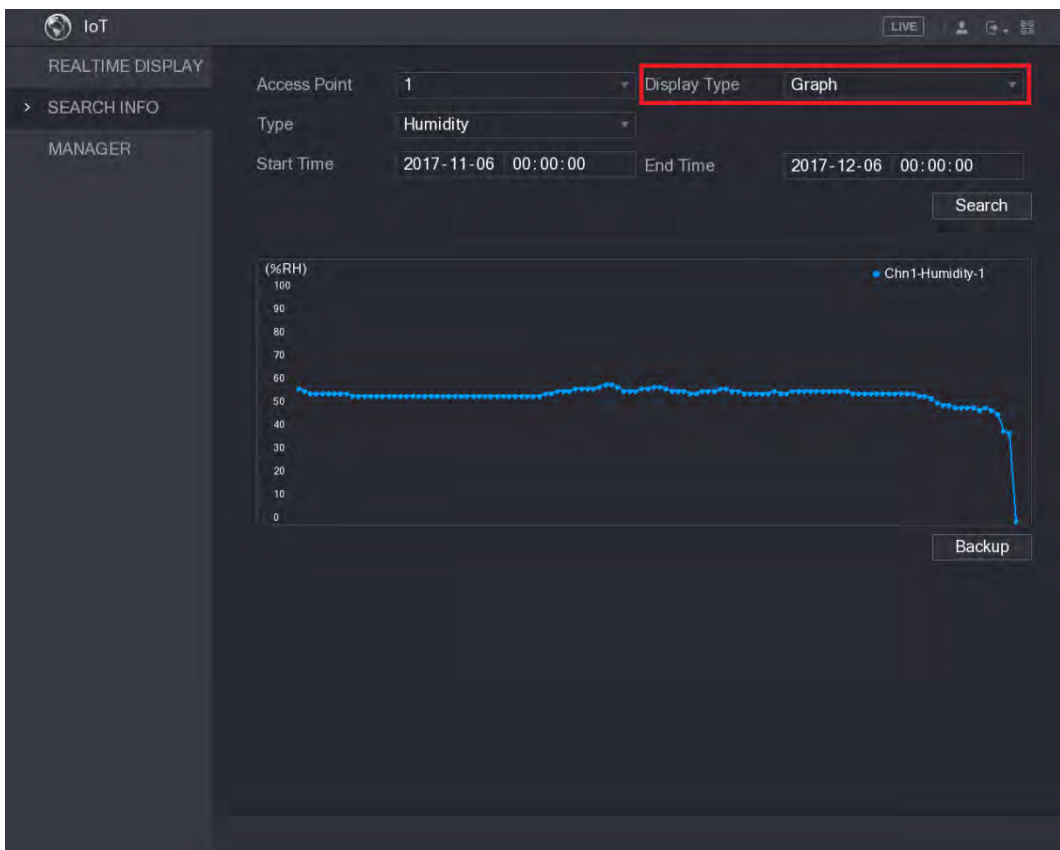 IoT
LIVE
REALTIME DISPLAY
SEARCH INFO
MANAGER
Access Point 1 Display Type Graph
Type Humidity
Start Time 2017-11-06 00:00:00 End Time 2017-12-06 00:00:00
Search
(%RH)
Chn1-Humidity-1
100
90
80
70
60
50
40
30
20
10
0
Backup